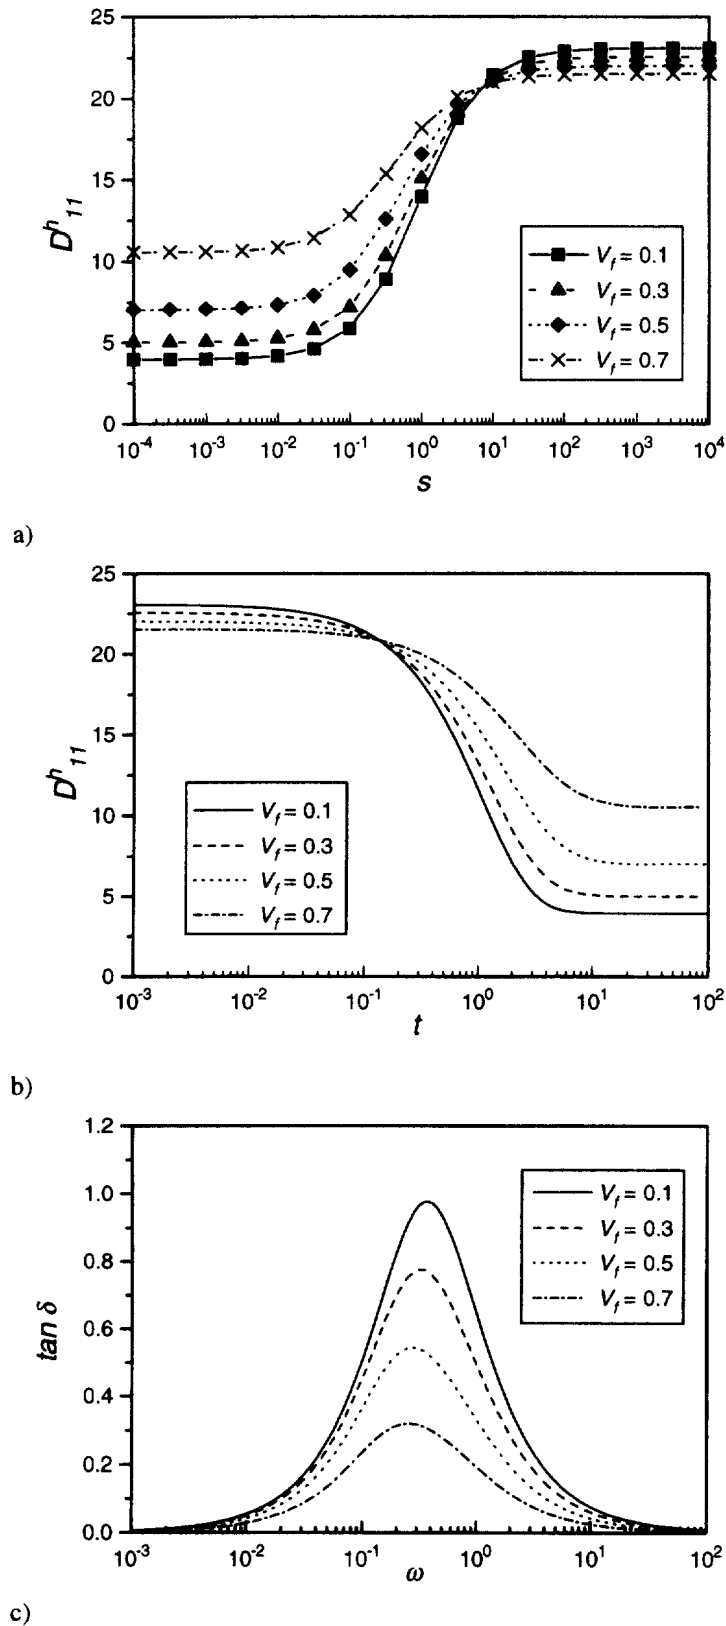 25
20
15
10
5
0
D^h_11
V_f = 0.1
V_f = 0.3
V_f = 0.5
V_f = 0.7
10^-4 10^-3 10^-2 10^-1 10^0 10^1 10^2 10^3 10^4
s
a)
25
20
15
10
5
0
D^h_11
V_f = 0.1
V_f = 0.3
V_f = 0.5
V_f = 0.7
10^-3 10^-2 10^-1 10^0 10^1 10^2
t
b)
1.2
1.0
0.8
0.6
0.4
0.2
0.0
tan δ
V_f = 0.1
V_f = 0.3
V_f = 0.5
V_f = 0.7
10^-3 10^-2 10^-1 10^0 10^1 10^2
ω
c)